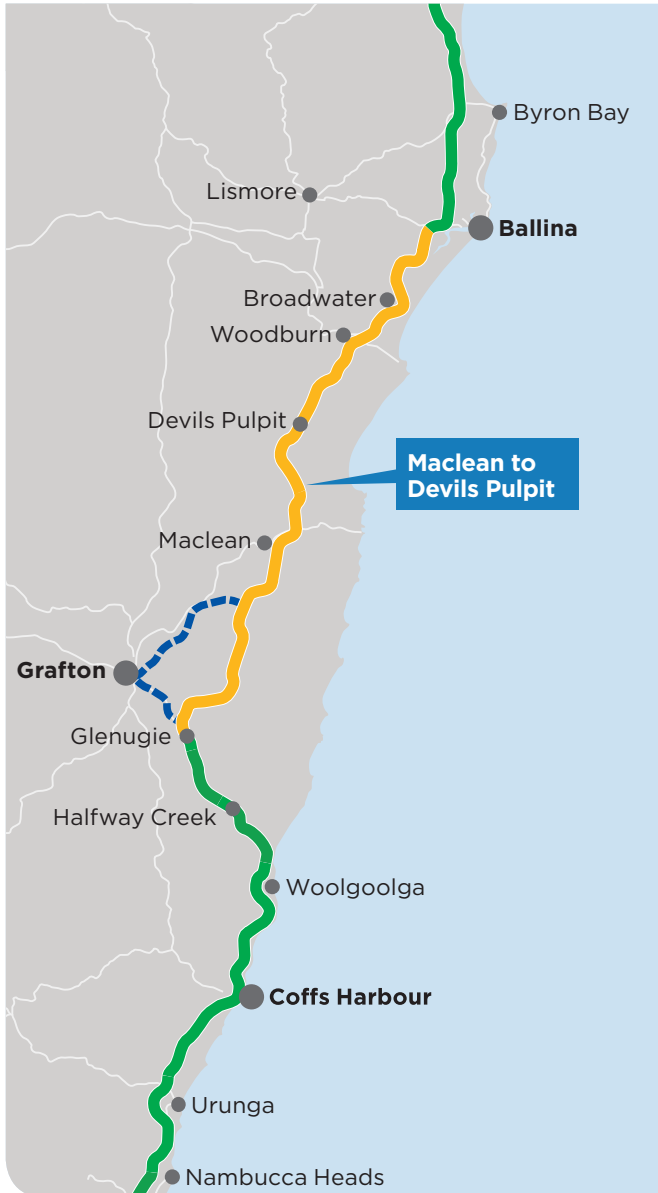 Byron Bay
Lismore
Ballina
Broadwater
Woodburn
Devils Pulpit
Maclean to
Devils Pulpit
Maclean
Grafton
Glenugie
Halfway Creek
Woolgoolga
Coffs Harbour
Urunga
Nambucca Heads